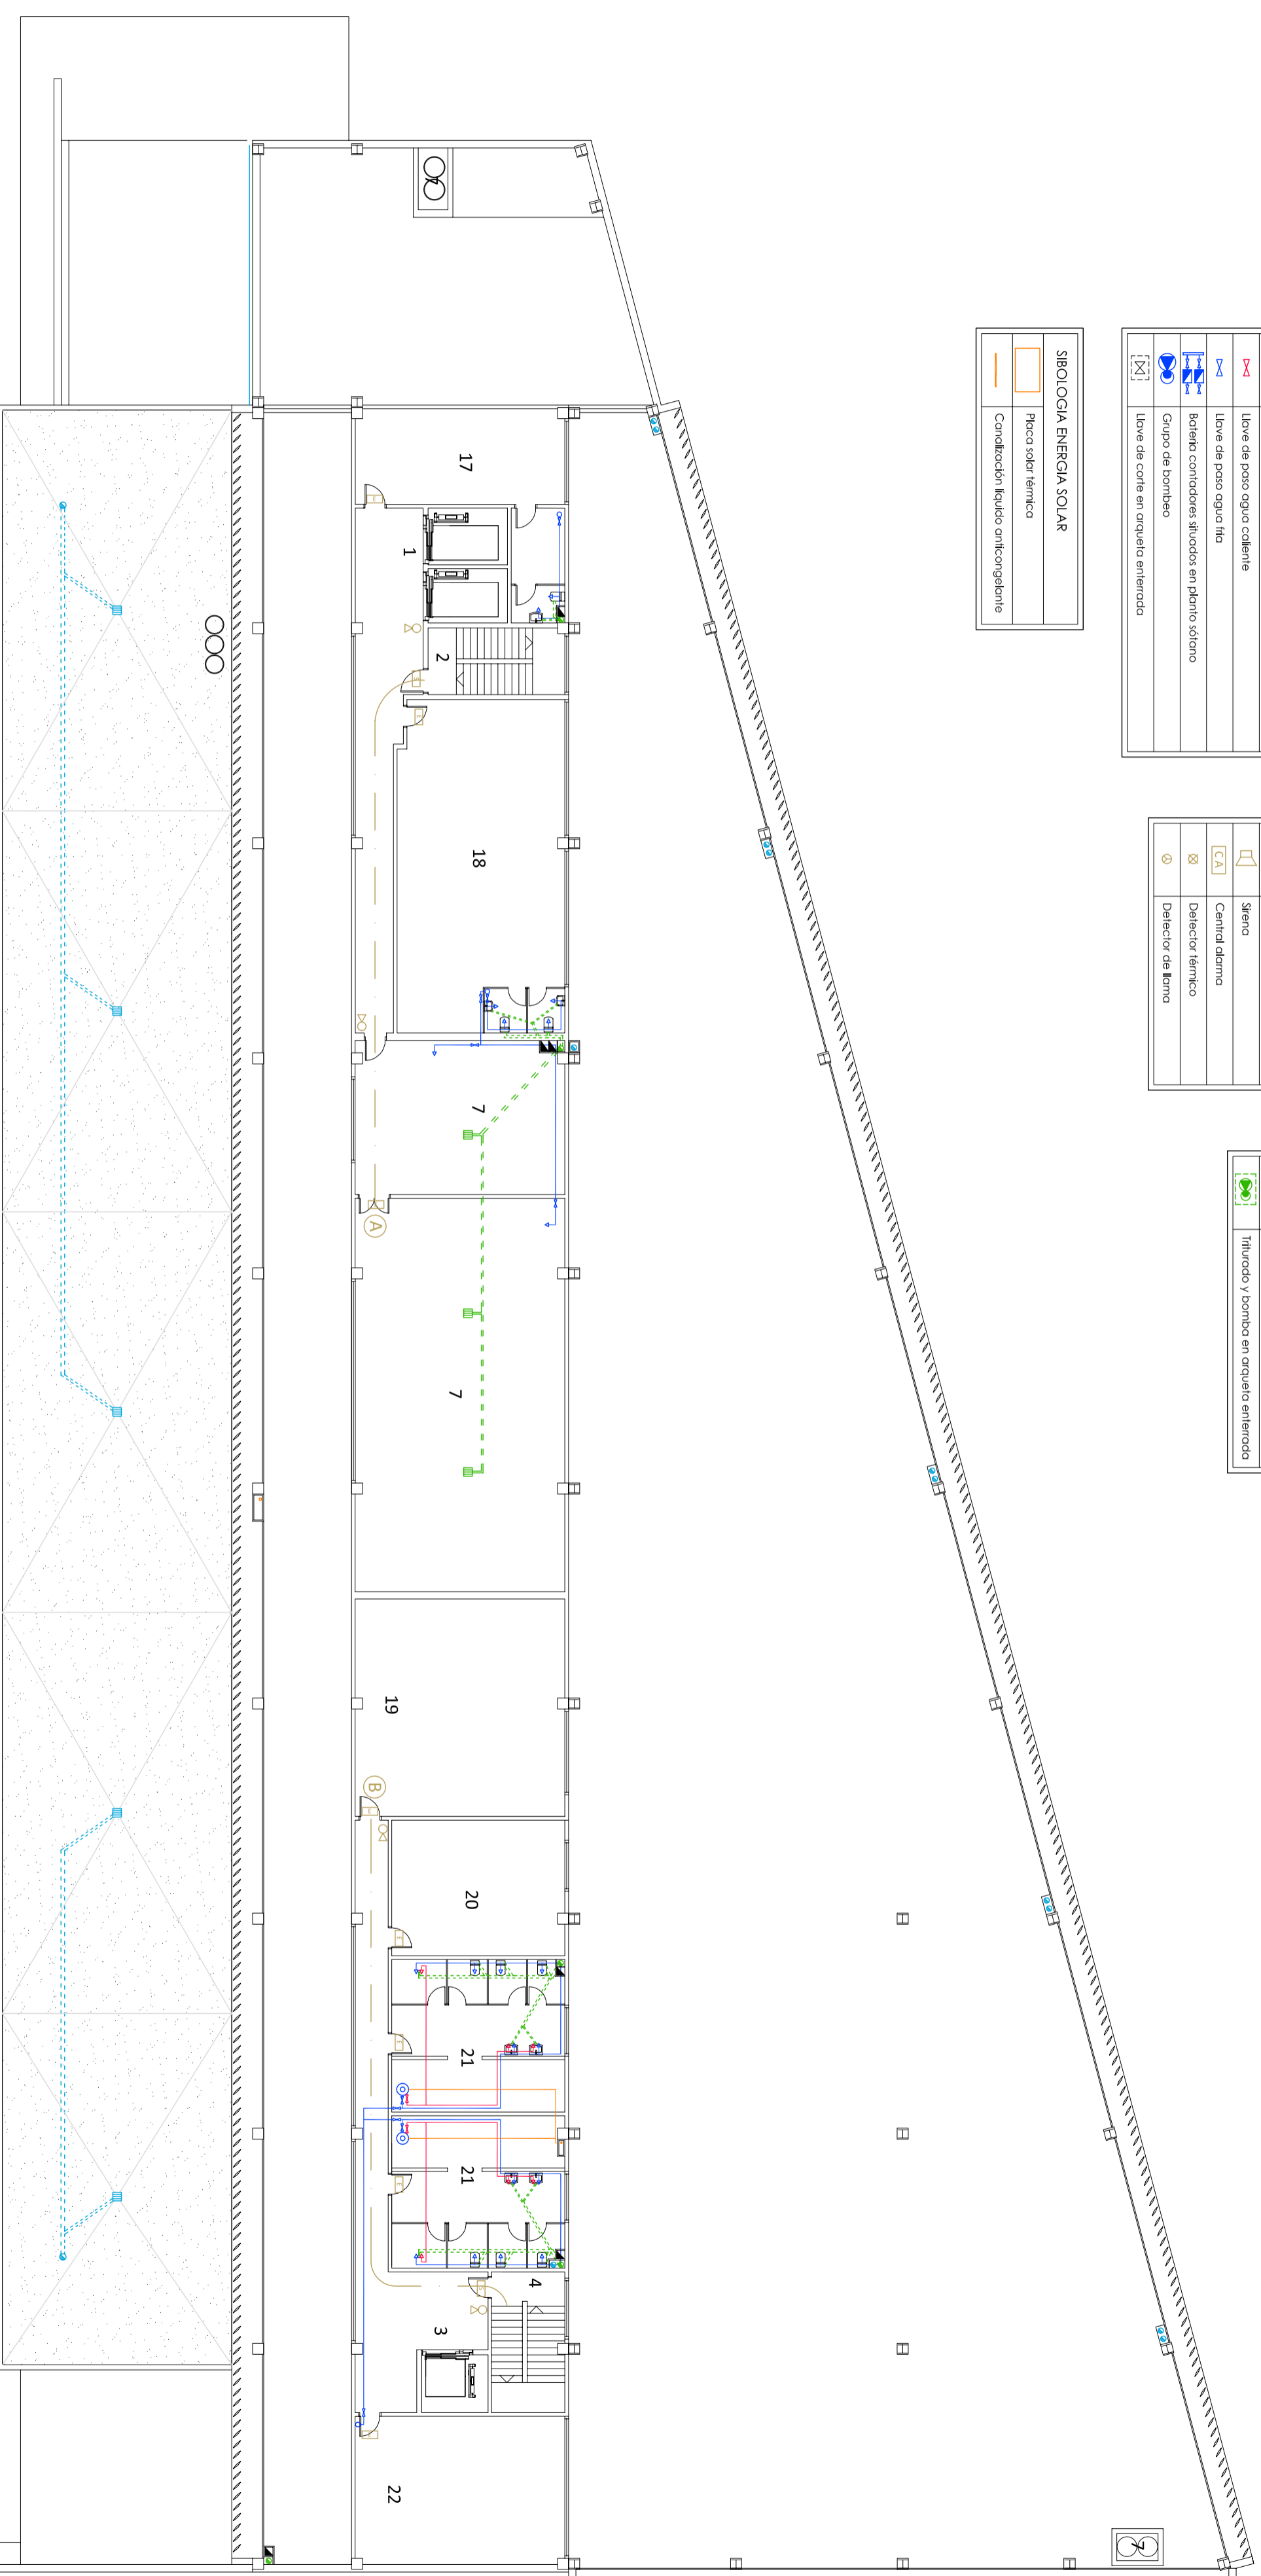 Llave de paso agua caliente
Llave de paso agua fria
Bateria contadores situados en planta sótano
Grupo de bombeo
Llave de corte en arqueta enterrada
SIBOLOGIA ENERGIA SOLAR
Placa solar térmica
Canalización líquido anticongelante
Sirena
CA
Central alarma
Detector térmico
Detector de llama
Triturado y bomba en arqueta enterrada
17
1
2
18
7
A
7
19
B
20
21
21
4
3
22
7